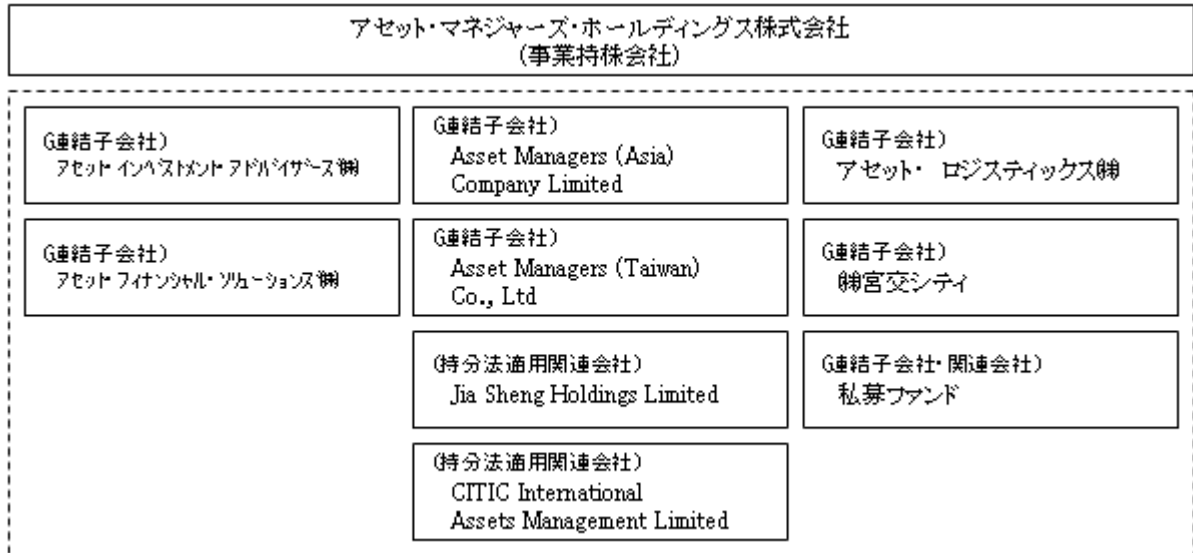 アセット・マネジャーズ・ホールディングス株式会社
(事業持株会社)
(連結子会社)
アセット・インベストメント・アドバイザーズ㈱
(連結子会社)
アセット・フィナンシャル・ソリューションズ㈱
(連結子会社)
Asset Managers (Asia)
Company Limited
(連結子会社)
Asset Managers (Taiwan)
Co., Ltd
(持分法適用関連会社)
Jia Sheng Holdings Limited
(持分法適用関連会社)
CITIC International
Assets Management Limited
(連結子会社)
アセット・ ロジスティックス㈱
(連結子会社)
㈱宮交シティ
(連結子会社・関連会社)
私募ファンド